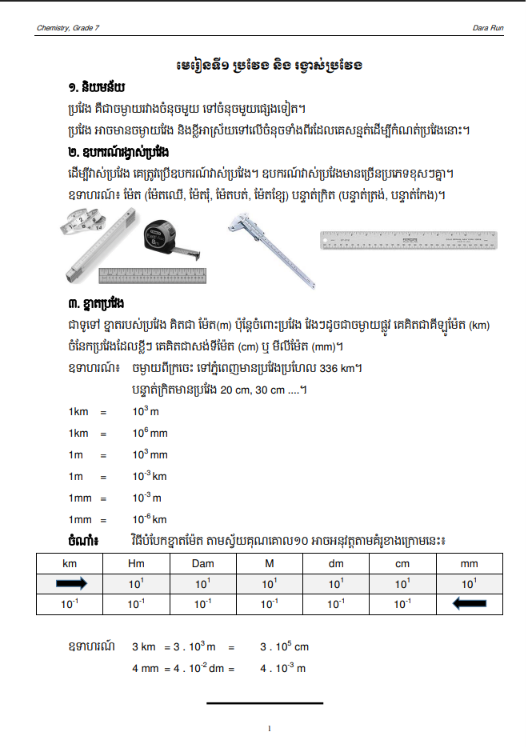 Chemistry, Grade 7 Dara Run
មេរៀនទី១ ប្រវែង និង រង្វាស់ប្រវែង
១. និយមន័យ
ប្រវែង គឺជាចម្ងាយរវាងចំនុចមួយ ទៅចំនុចមួយផ្សេងទៀត។
ប្រវែង អាចមានចម្ងាយវែង និងខ្លីអាស្រ័យទៅលើចំនុចទាំងពីរដែលគេសន្មត់ដើម្បីកំណត់ប្រវែងនោះ។
២. ឧបករណ៍រង្វាស់ប្រវែង
ដើម្បីវាស់ប្រវែង គេត្រូវប្រើឧបករណ៍វាស់ប្រវែង។ ឧបករណ៍វាស់ប្រវែងមានច្រើនប្រភេទខុសៗគ្នា។
ឧទាហរណ៍៖ ម៉ែត (ម៉ែតឈើ, ម៉ែតរុំ, ម៉ែតបត់, ម៉ែតខ្សែ) បន្ទាត់ក្រិត (បន្ទាត់ត្រង់, បន្ទាត់កែង)។
៣. ខ្នាតប្រវែង
ជាទូទៅ ខ្នាតរបស់ប្រវែង គិតជា ម៉ែត(m) ប៉ុន្តែចំពោះប្រវែង វែងៗដូចជាចម្ងាយផ្លូវ គេគិតជាគីឡូម៉ែត (km)
ចំនែកប្រវែងដែលខ្លីៗ គេគិតជាសង់ទីម៉ែត (cm) ឬ មីលីម៉ែត (mm)។
ឧទាហរណ៍៖ ចម្ងាយពីក្រចេះ ទៅភ្នំពេញមានប្រវែងប្រហែល 336 km។
បន្ទាត់ក្រិតមានប្រវែង 20 cm, 30 cm ....។
1km = 10³ m
1km = 10⁶ mm
1m = 10³ mm
1m = 10⁻³ km
1mm = 10⁻³ m
1mm = 10⁻⁶ km
ចំណាំ៖ វិធីបំបែកខ្នាតម៉ែត តាមស្វ័យគុណគោល១០ អាចអនុវត្តតាមគំរូខាងក្រោមនេះ៖
km Hm Dam M dm cm mm
10¹ 10¹ 10¹ 10¹ 10¹ 10¹
10⁻¹ 10⁻¹ 10⁻¹ 10⁻¹ 10⁻¹ 10⁻¹
ឧទាហរណ៍ 3 km = 3 . 10³ m = 3 . 10⁵ cm
4 mm = 4 . 10⁻² dm = 4 . 10⁻³ m
1